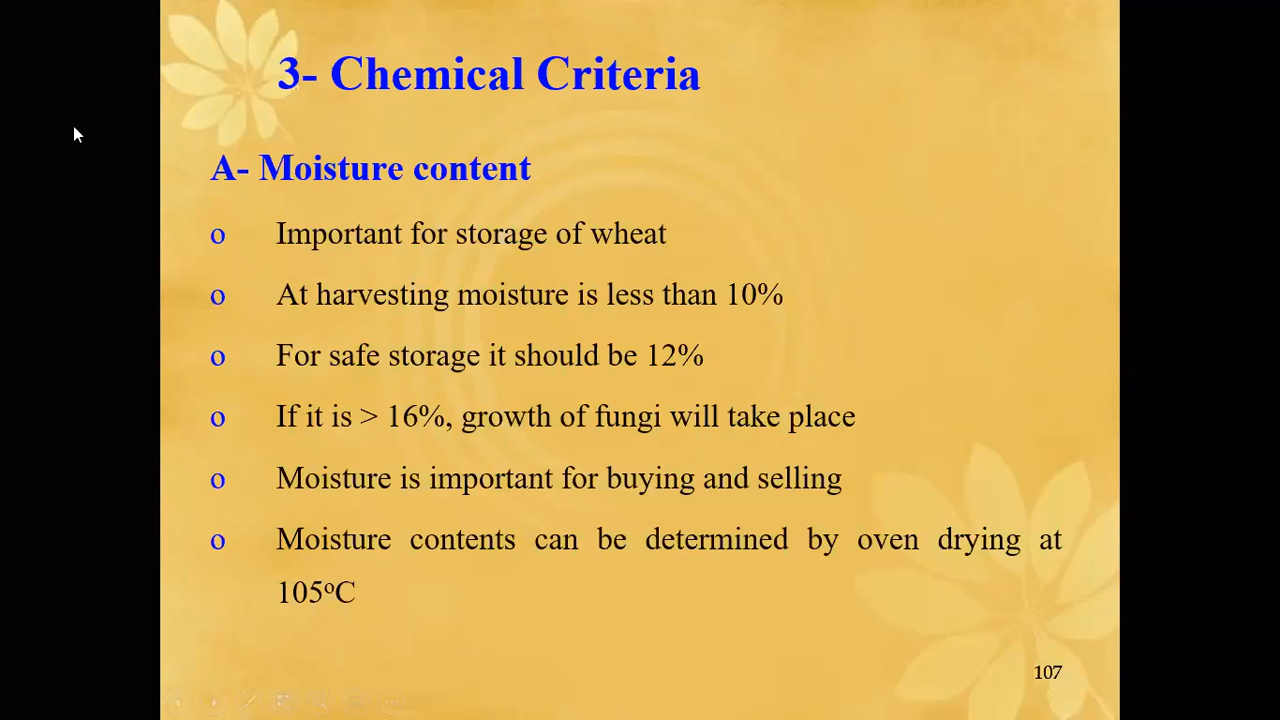 3- Chemical Criteria
A- Moisture content
o Important for storage of wheat
o At harvesting moisture is less than 10%
o For safe storage it should be 12%
o If it is > 16%, growth of fungi will take place
o Moisture is important for buying and selling
o Moisture contents can be determined by oven drying at
105ºC
107